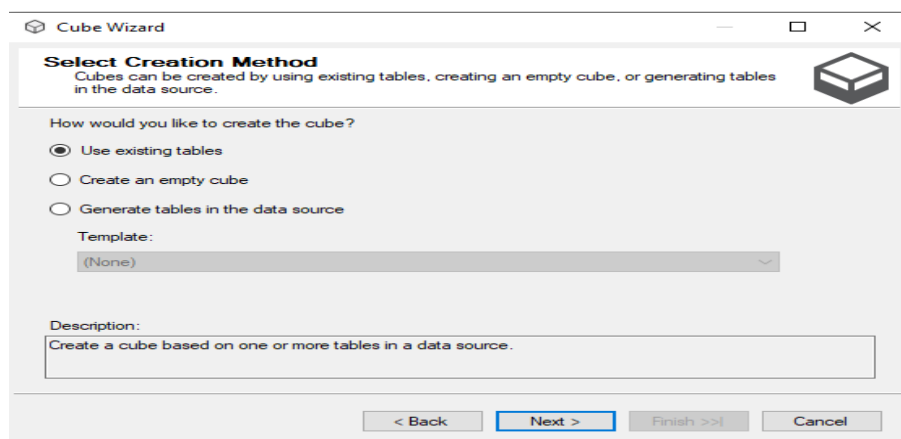 Cube Wizard
Select Creation Method
Cubes can be created by using existing tables, creating an empty cube, or generating tables
in the data source.
How would you like to create the cube?
Use existing tables
Create an empty cube
Generate tables in the data source
Template:
(None)
Description:
Create a cube based on one or more tables in a data source.
< Back Next > Finish >>| Cancel